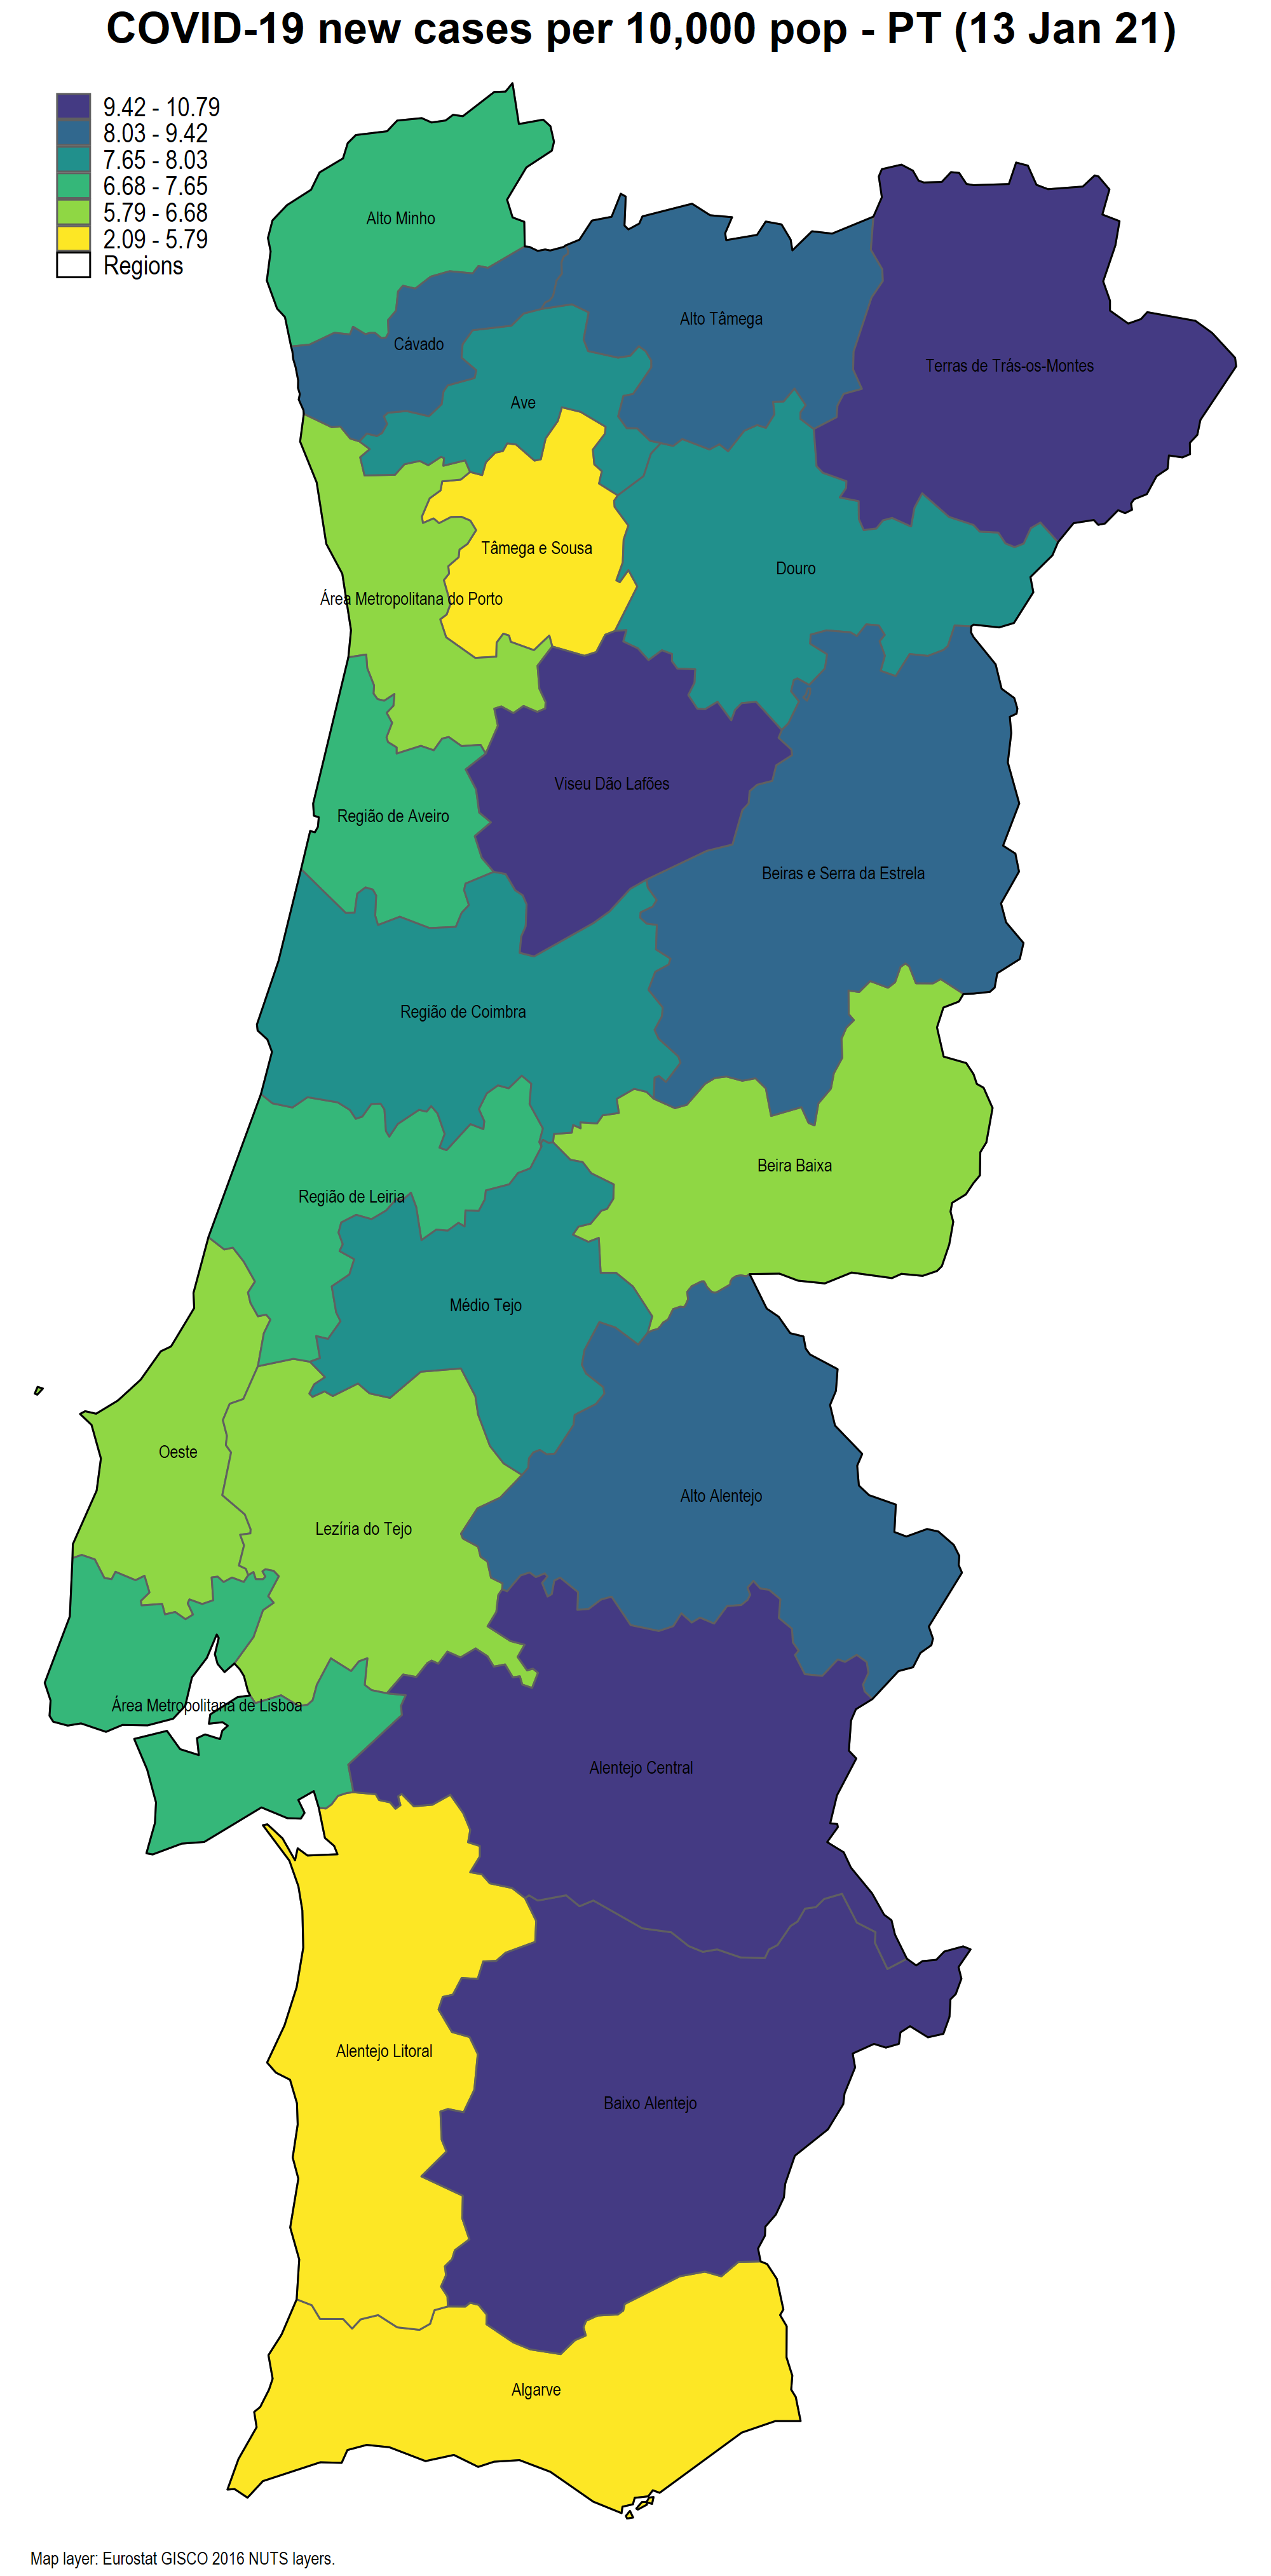 COVID-19 new cases per 10,000 pop - PT (13 Jan 21)
9.42 - 10.79
8.03 - 9.42
7.65 - 8.03
6.68 - 7.65
5.79 - 6.68
2.09 - 5.79
Regions
Alto Minho
Alto Tâmega
Cávado
Terras de Trás-os-Montes
Ave
Tâmega e Sousa
Douro
Área Metropolitana do Porto
Viseu Dão Lafões
Região de Aveiro
Beiras e Serra da Estrela
Região de Coimbra
Beira Baixa
Região de Leiria
Médio Tejo
Oeste
Alto Alentejo
Lezíria do Tejo
Área Metropolitana de Lisboa
Alentejo Central
Alentejo Litoral
Baixo Alentejo
Algarve
Map layer: Eurostat GISCO 2016 NUTS layers.